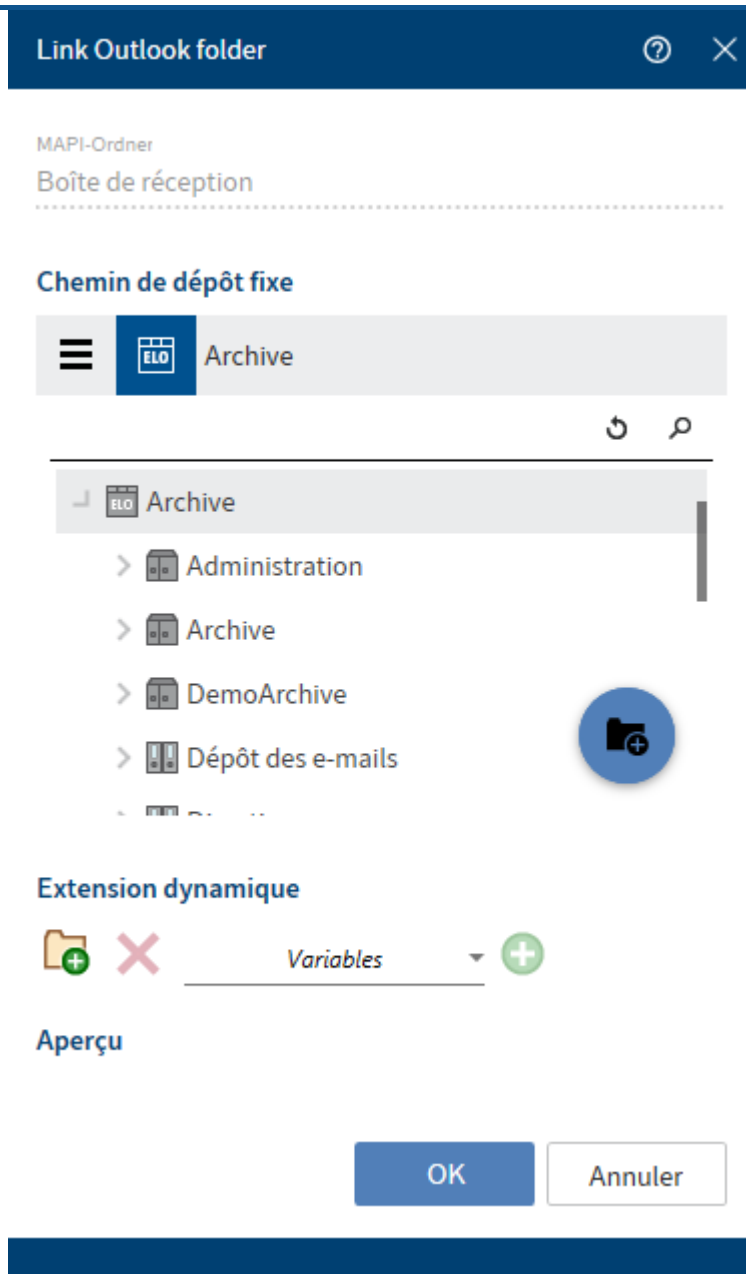 Link Outlook folder
MAPI-Ordner
Boîte de réception
Chemin de dépôt fixe
ELO Archive
ELO Archive
Administration
Archive
DemoArchive
Dépôt des e-mails
Extension dynamique
Variables
Aperçu
OK Annuler